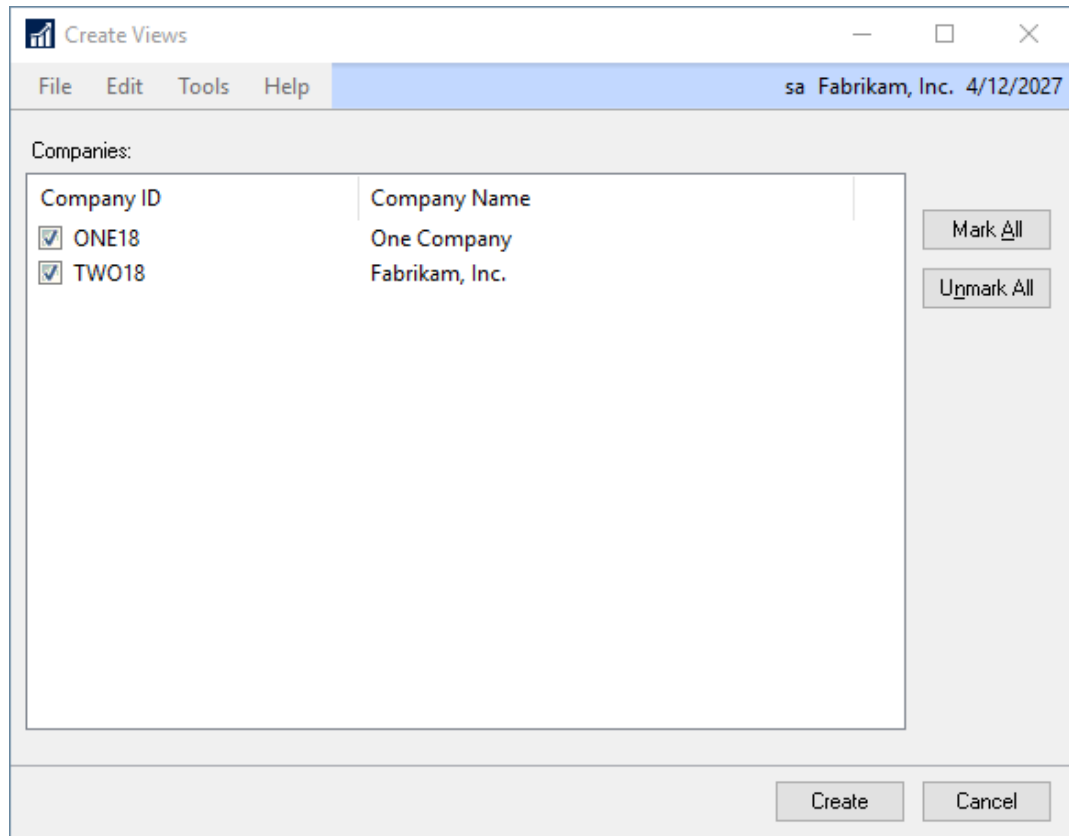 Create Views
File Edit Tools Help sa Fabrikam, Inc. 4/12/2027
Companies:
Company ID Company Name
ONE18 One Company
TWO18 Fabrikam, Inc.
Mark All
Unmark All
Create Cancel